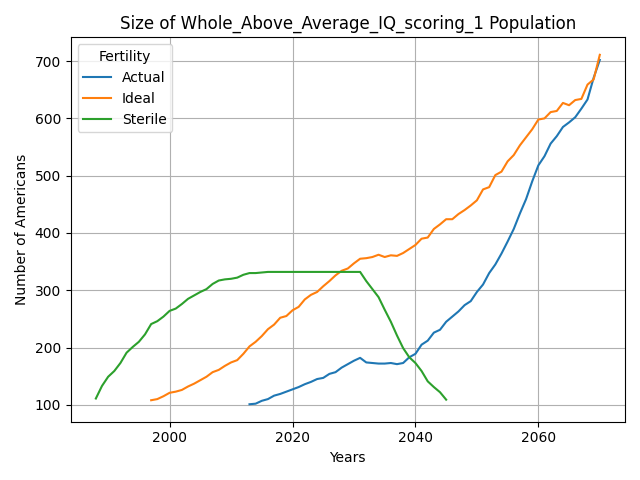 Size of Whole_Above_Average_IQ_scoring_1 Population
Fertility
Actual
Ideal
Sterile
Number of Americans
700
600
500
400
300
200
100
2000 2020 2040 2060
Years